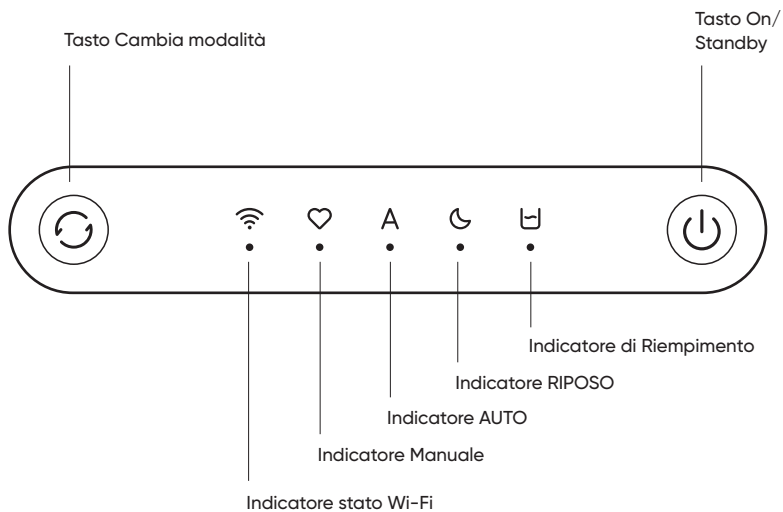 Tasto Cambia modalità
Tasto On/
Standby
A
Indicatore di Riempimento
Indicatore RIPOSO
Indicatore AUTO
Indicatore Manuale
Indicatore stato Wi-Fi